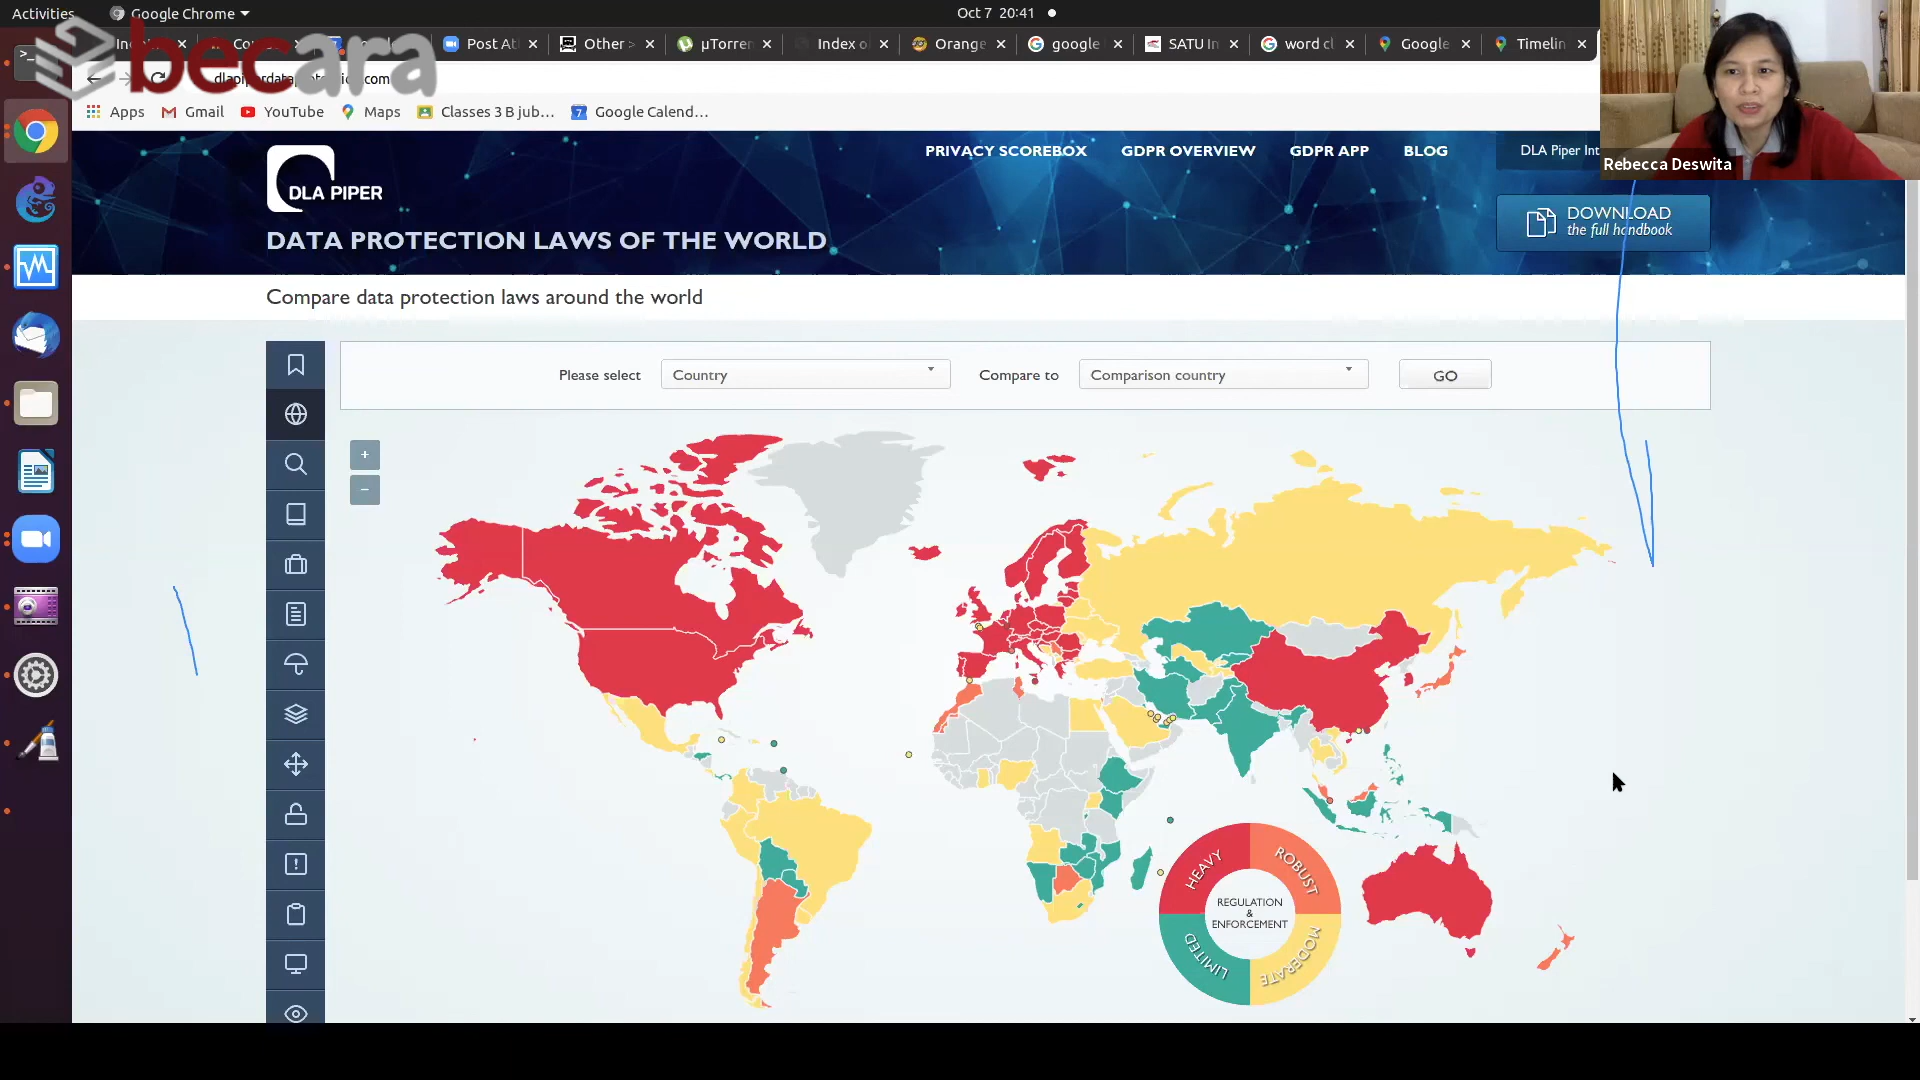 Activities
Google Chrome
Oct 7 20:41
becara
Post At
Other >
µTorrer
Index o
Orange
google
SATU In
word cl
Google
Timelin
Apps
Gmail
YouTube
Maps
Classes 3 B jub...
Google Calend...
PRIVACY SCOREBOX
GDPR OVERVIEW
GDPR APP
BLOG
DLA Piper Int
Rebecca Deswita
DLA PIPER
DATA PROTECTION LAWS OF THE WORLD
DOWNLOAD
the full handbook
Compare data protection laws around the world
Please select
Country
Compare to
Comparison country
GO
+
−
HEAVY
ROBUST
REGULATION
&
ENFORCEMENT
LIMITED
MODERATE